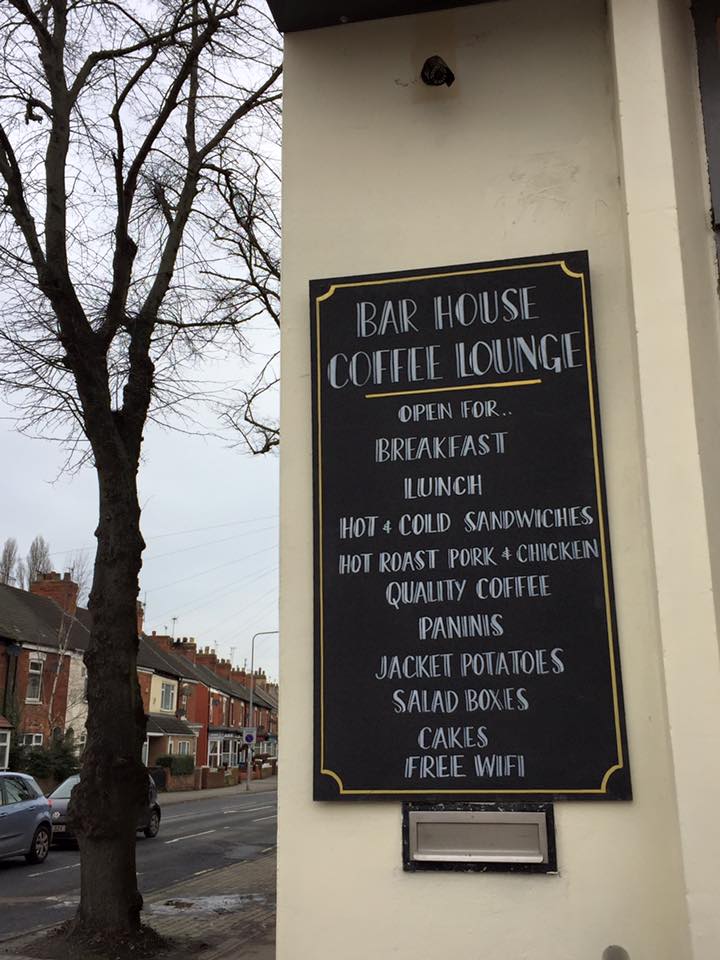 BAR HOUSE
COFFEE LOUNGE
OPEN FOR..
BREAKFAST
LUNCH
HOT & COLD SANDWICHES
HOT ROAST PORK & CHICKEN
QUALITY COFFEE
PANINIS
JACKET POTATOES
SALAD BOXES
CAKES
FREE WIFI